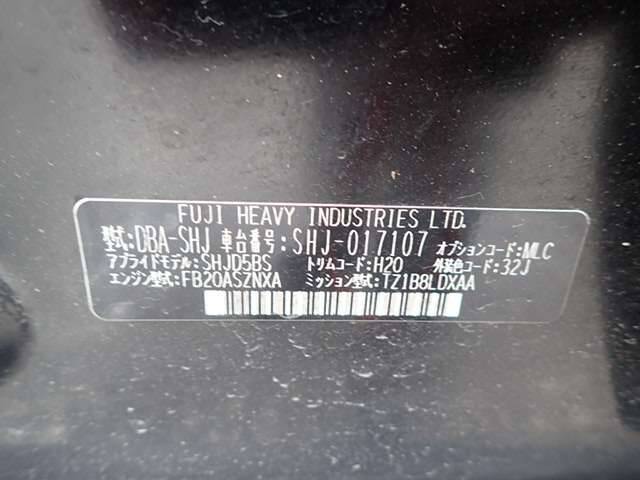 FUJI HEAVY INDUSTRIES LTD.
型式:DBA-SHJ 車台番号:SHJ-017107 オプションコード:MLC
アプライドモデル:SHJD5BS トリムコード:H20 外装色コード:32J
エンジン型式:FB20ASZNXA ミッション型式:TZ1B8LDXAA